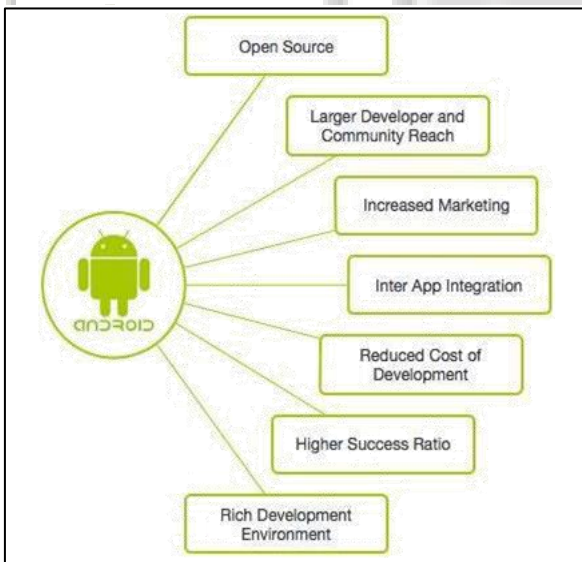 Open Source
Larger Developer and
Community Reach
Increased Marketing
Inter App Integration
ANDROID
Reduced Cost of
Development
Higher Success Ratio
Rich Development
Environment